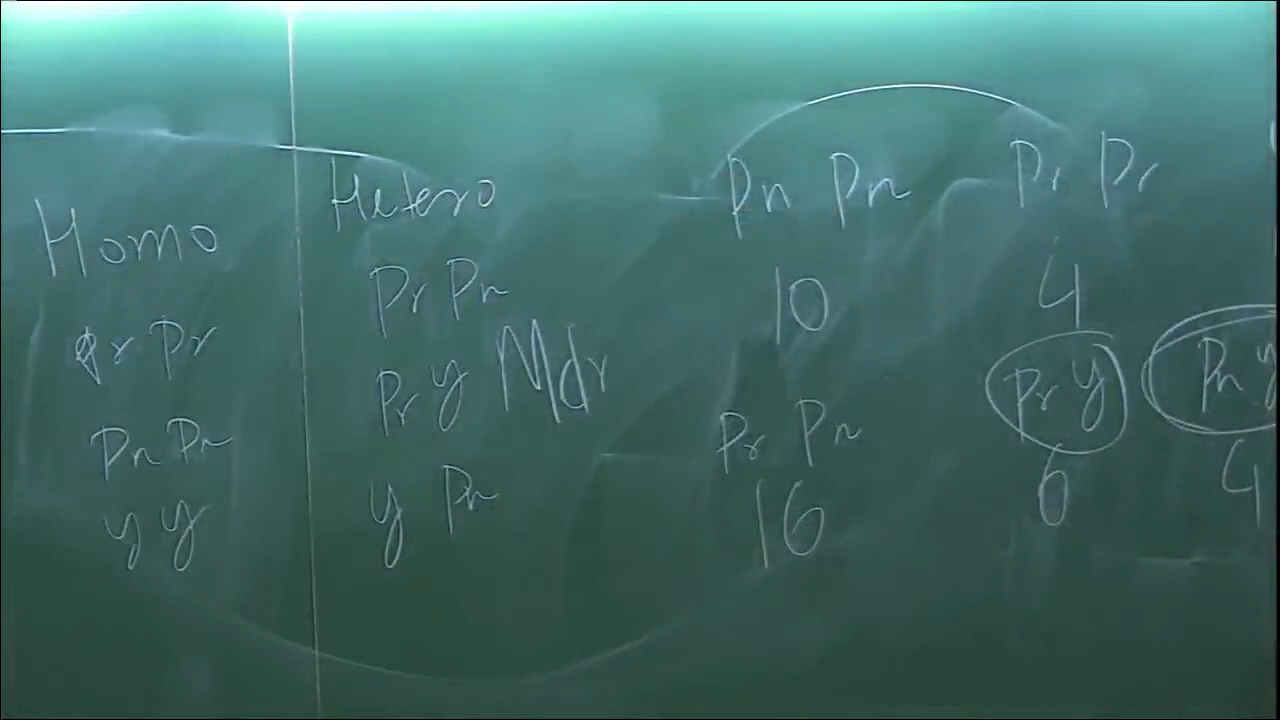 Homo
Pr Pr
Pn Pn
y y
Hetero
Pr Pn
Pr y Mdr
y Pn
Pn Pn Pr Pr
10 4
Pr Pn Pr y Pn y
16 6 4